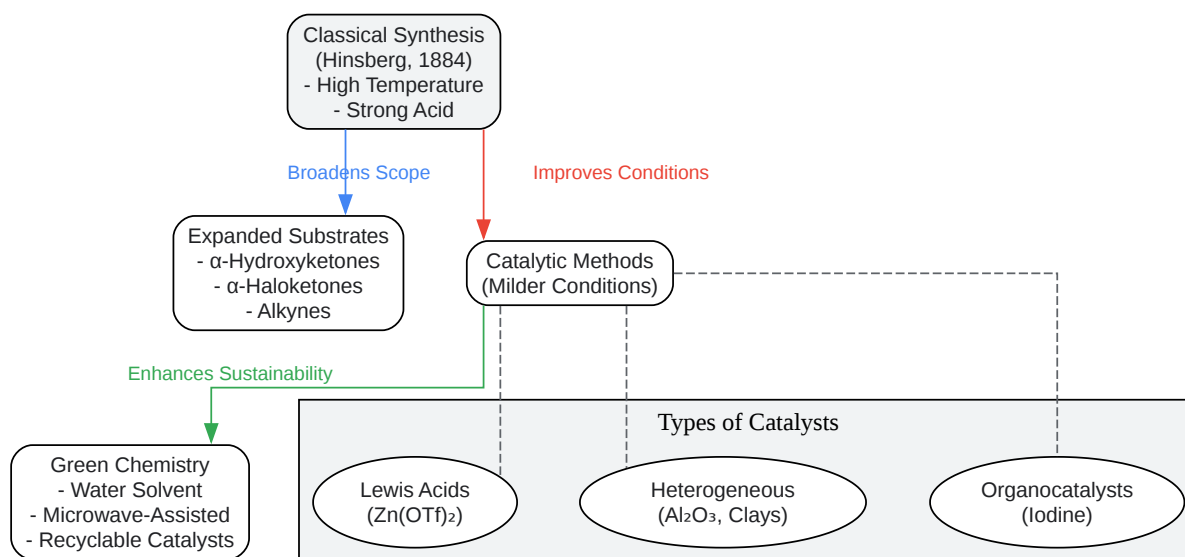 Classical Synthesis
(Hinsberg, 1884)
- High Temperature
- Strong Acid
Broadens Scope
Improves Conditions
Expanded Substrates
- α-Hydroxyketones
- α-Haloketones
- Alkynes
Catalytic Methods
(Milder Conditions)
Enhances Sustainability
Types of Catalysts
Green Chemistry
- Water Solvent
- Microwave-Assisted
- Recyclable Catalysts
Lewis Acids
(Zn(OTf)₂)
Heterogeneous
(Al₂O₃, Clays)
Organocatalysts
(Iodine)